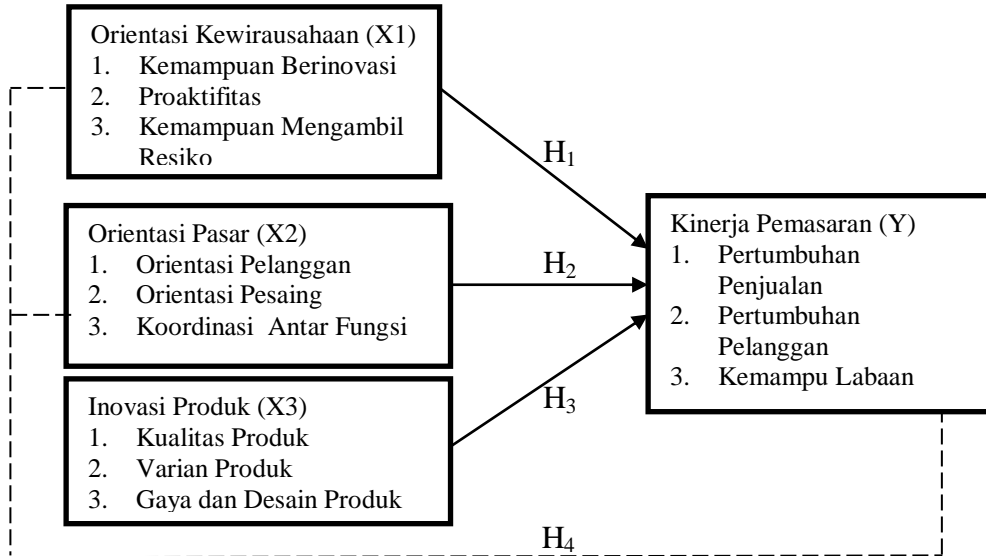 Orientasi Kewirausahaan (X1)
1. Kemampuan Berinovasi
2. Proaktifitas
3. Kemampuan Mengambil
Resiko
H1
Orientasi Pasar (X2)
1. Orientasi Pelanggan
2. Orientasi Pesaing
3. Koordinasi Antar Fungsi
H2
Inovasi Produk (X3)
1. Kualitas Produk
2. Varian Produk
3. Gaya dan Desain Produk
H3
Kinerja Pemasaran (Y)
1. Pertumbuhan
Penjualan
2. Pertumbuhan
Pelanggan
3. Kemampu Labaan
H4